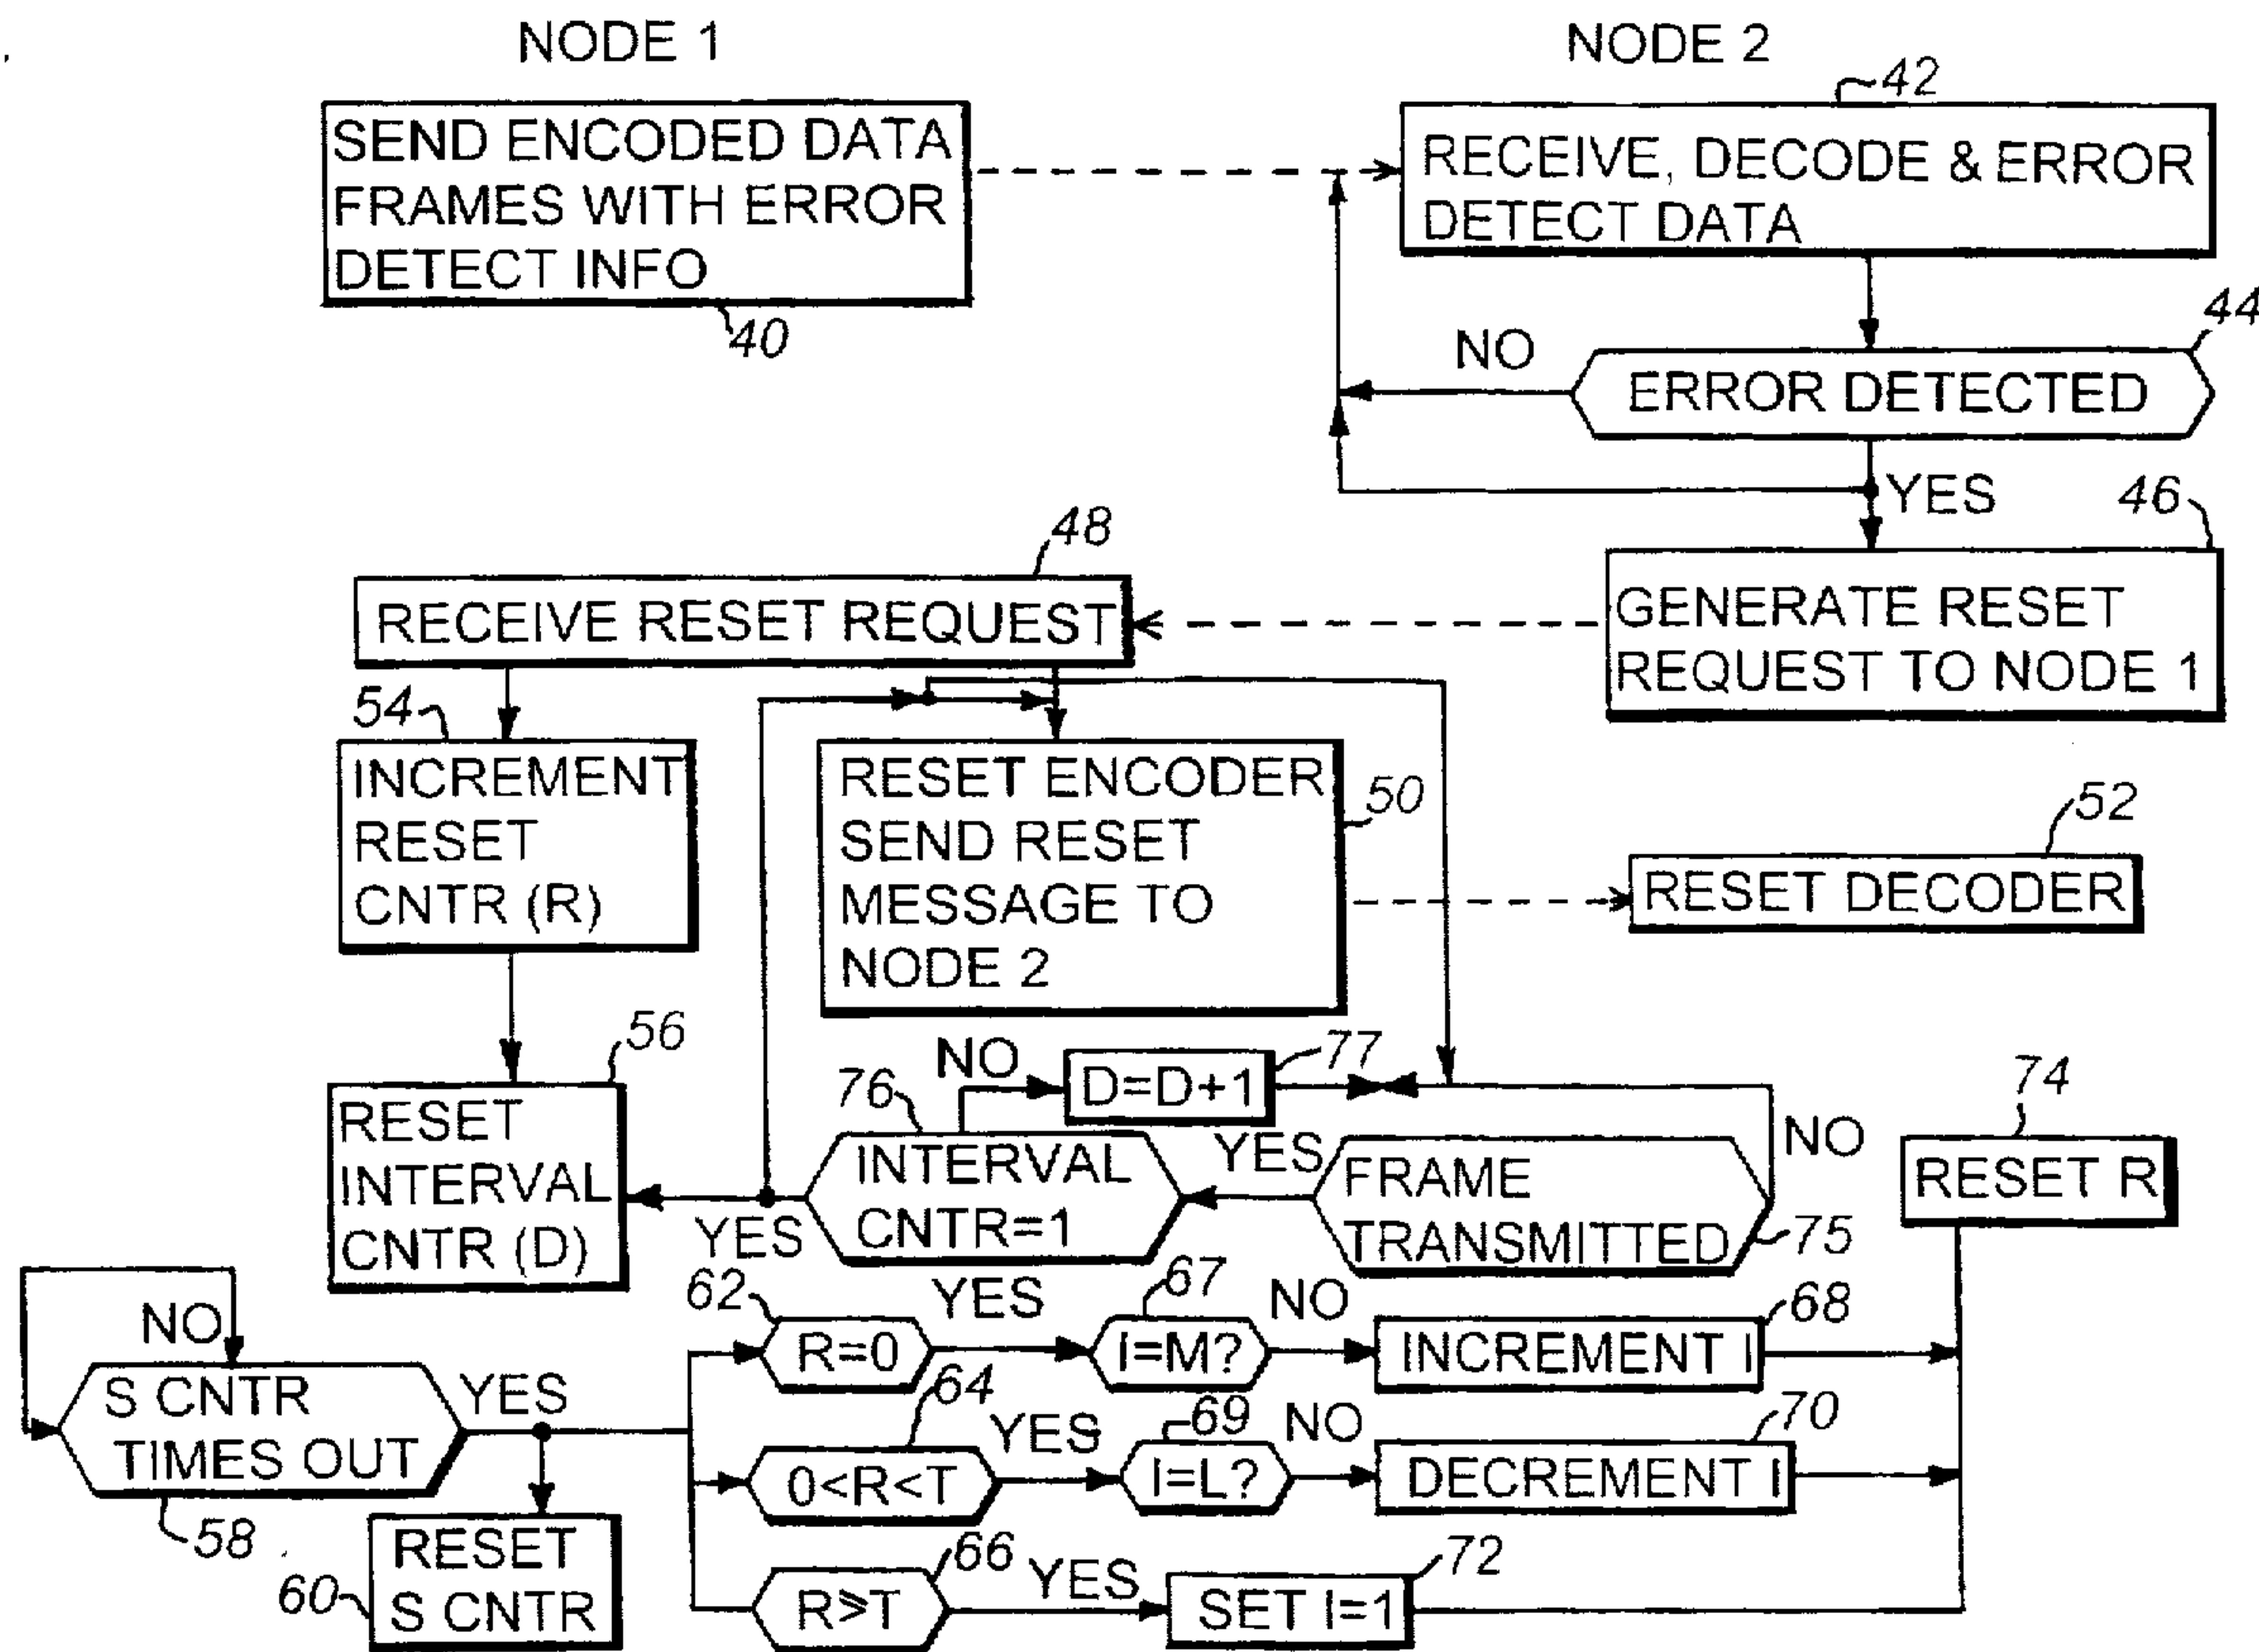 NODE 1
NODE 2
42
SEND ENCODED DATA
FRAMES WITH ERROR
DETECT INFO
40
RECEIVE, DECODE & ERROR
DETECT DATA
44
NO
ERROR DETECTED
YES
46
48
RECEIVE RESET REQUEST
GENERATE RESET
REQUEST TO NODE 1
54
INCREMENT
RESET
CNTR (R)
RESET ENCODER
SEND RESET
MESSAGE TO
NODE 2
50
52
RESET DECODER
56
RESET
INTERVAL
CNTR (D)
NO
D=D+1
77
76
INTERVAL
CNTR=1
YES
YES
FRAME
TRANSMITTED
75
NO
74
RESET R
NO
S CNTR
TIMES OUT
58
YES
RESET
S CNTR
60
62
R=0
YES
67
I=M?
NO
68
INCREMENT I
64
0<R<T
YES
69
I=L?
NO
70
DECREMENT I
66
R⩾T
YES
72
SET I=1